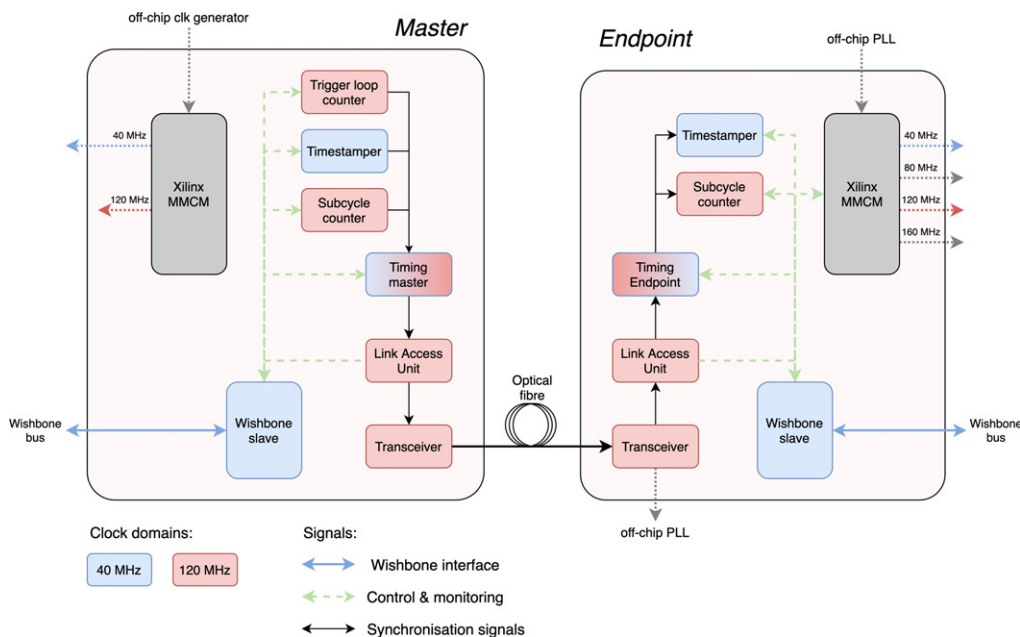 off-chip clk generator
Master
Endpoint
off-chip PLL
Trigger loop
counter
40 MHz
Timestamper
Xilinx
MMCM
120 MHz
Subcycle
counter
Timing
master
Link Access
Unit
Wishbone
bus
Wishbone
slave
Transceiver
Optical
fibre
Timestamper
40 MHz
80 MHz
Subcycle
counter
Xilinx
MMCM
120 MHz
160 MHz
Timing
Endpoint
Link Access
Unit
Transceiver
Wishbone
slave
Wishbone
bus
off-chip PLL
Clock domains:
40 MHz
120 MHz
Signals:
Wishbone interface
Control & monitoring
Synchronisation signals